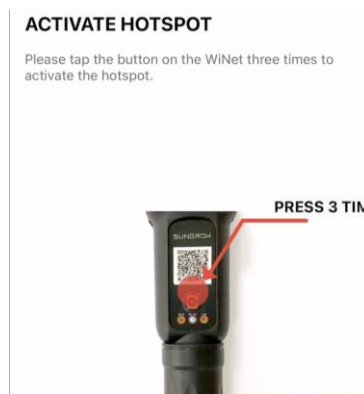 ACTIVATE HOTSPOT
Please tap the button on the WiNet three times to
activate the hotspot.
PRESS 3 TIM
SUNGROW